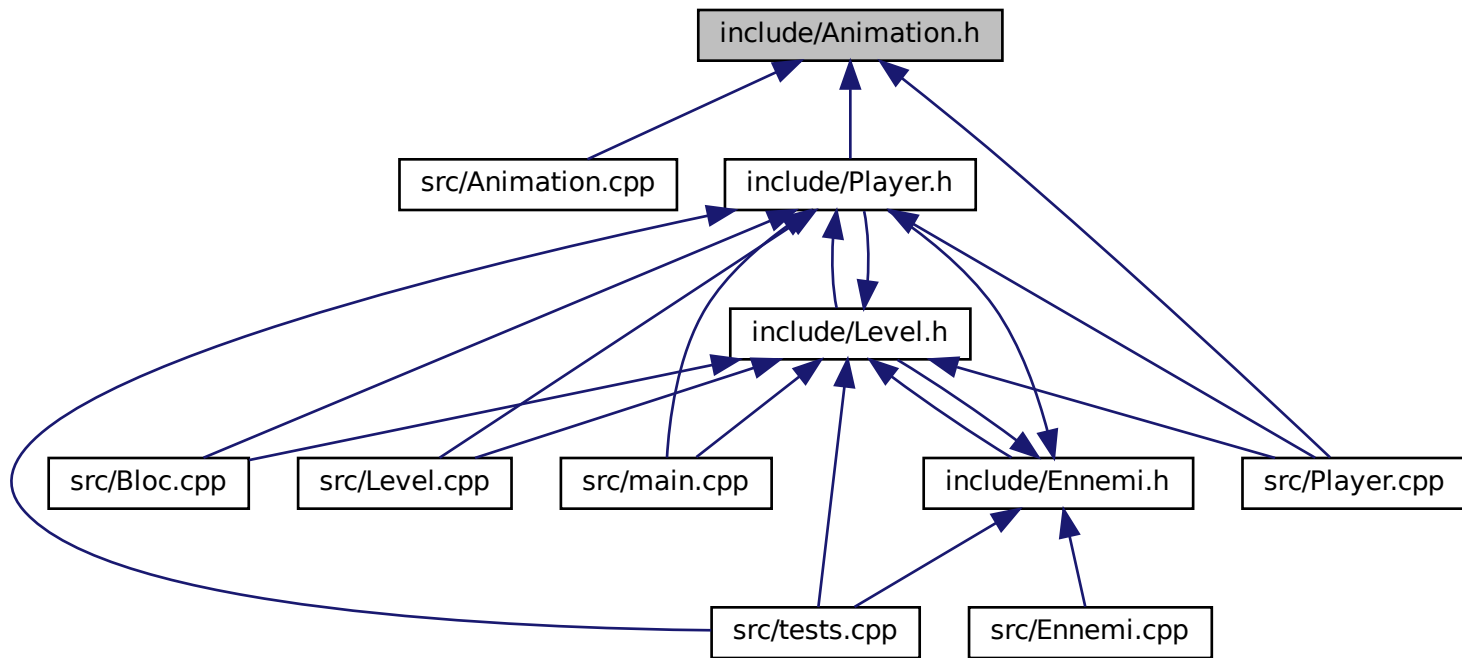 include/Animation.h
src/Animation.cpp
include/Player.h
include/Level.h
src/Bloc.cpp
src/Level.cpp
src/main.cpp
include/Ennemi.h
src/Player.cpp
src/tests.cpp
src/Ennemi.cpp